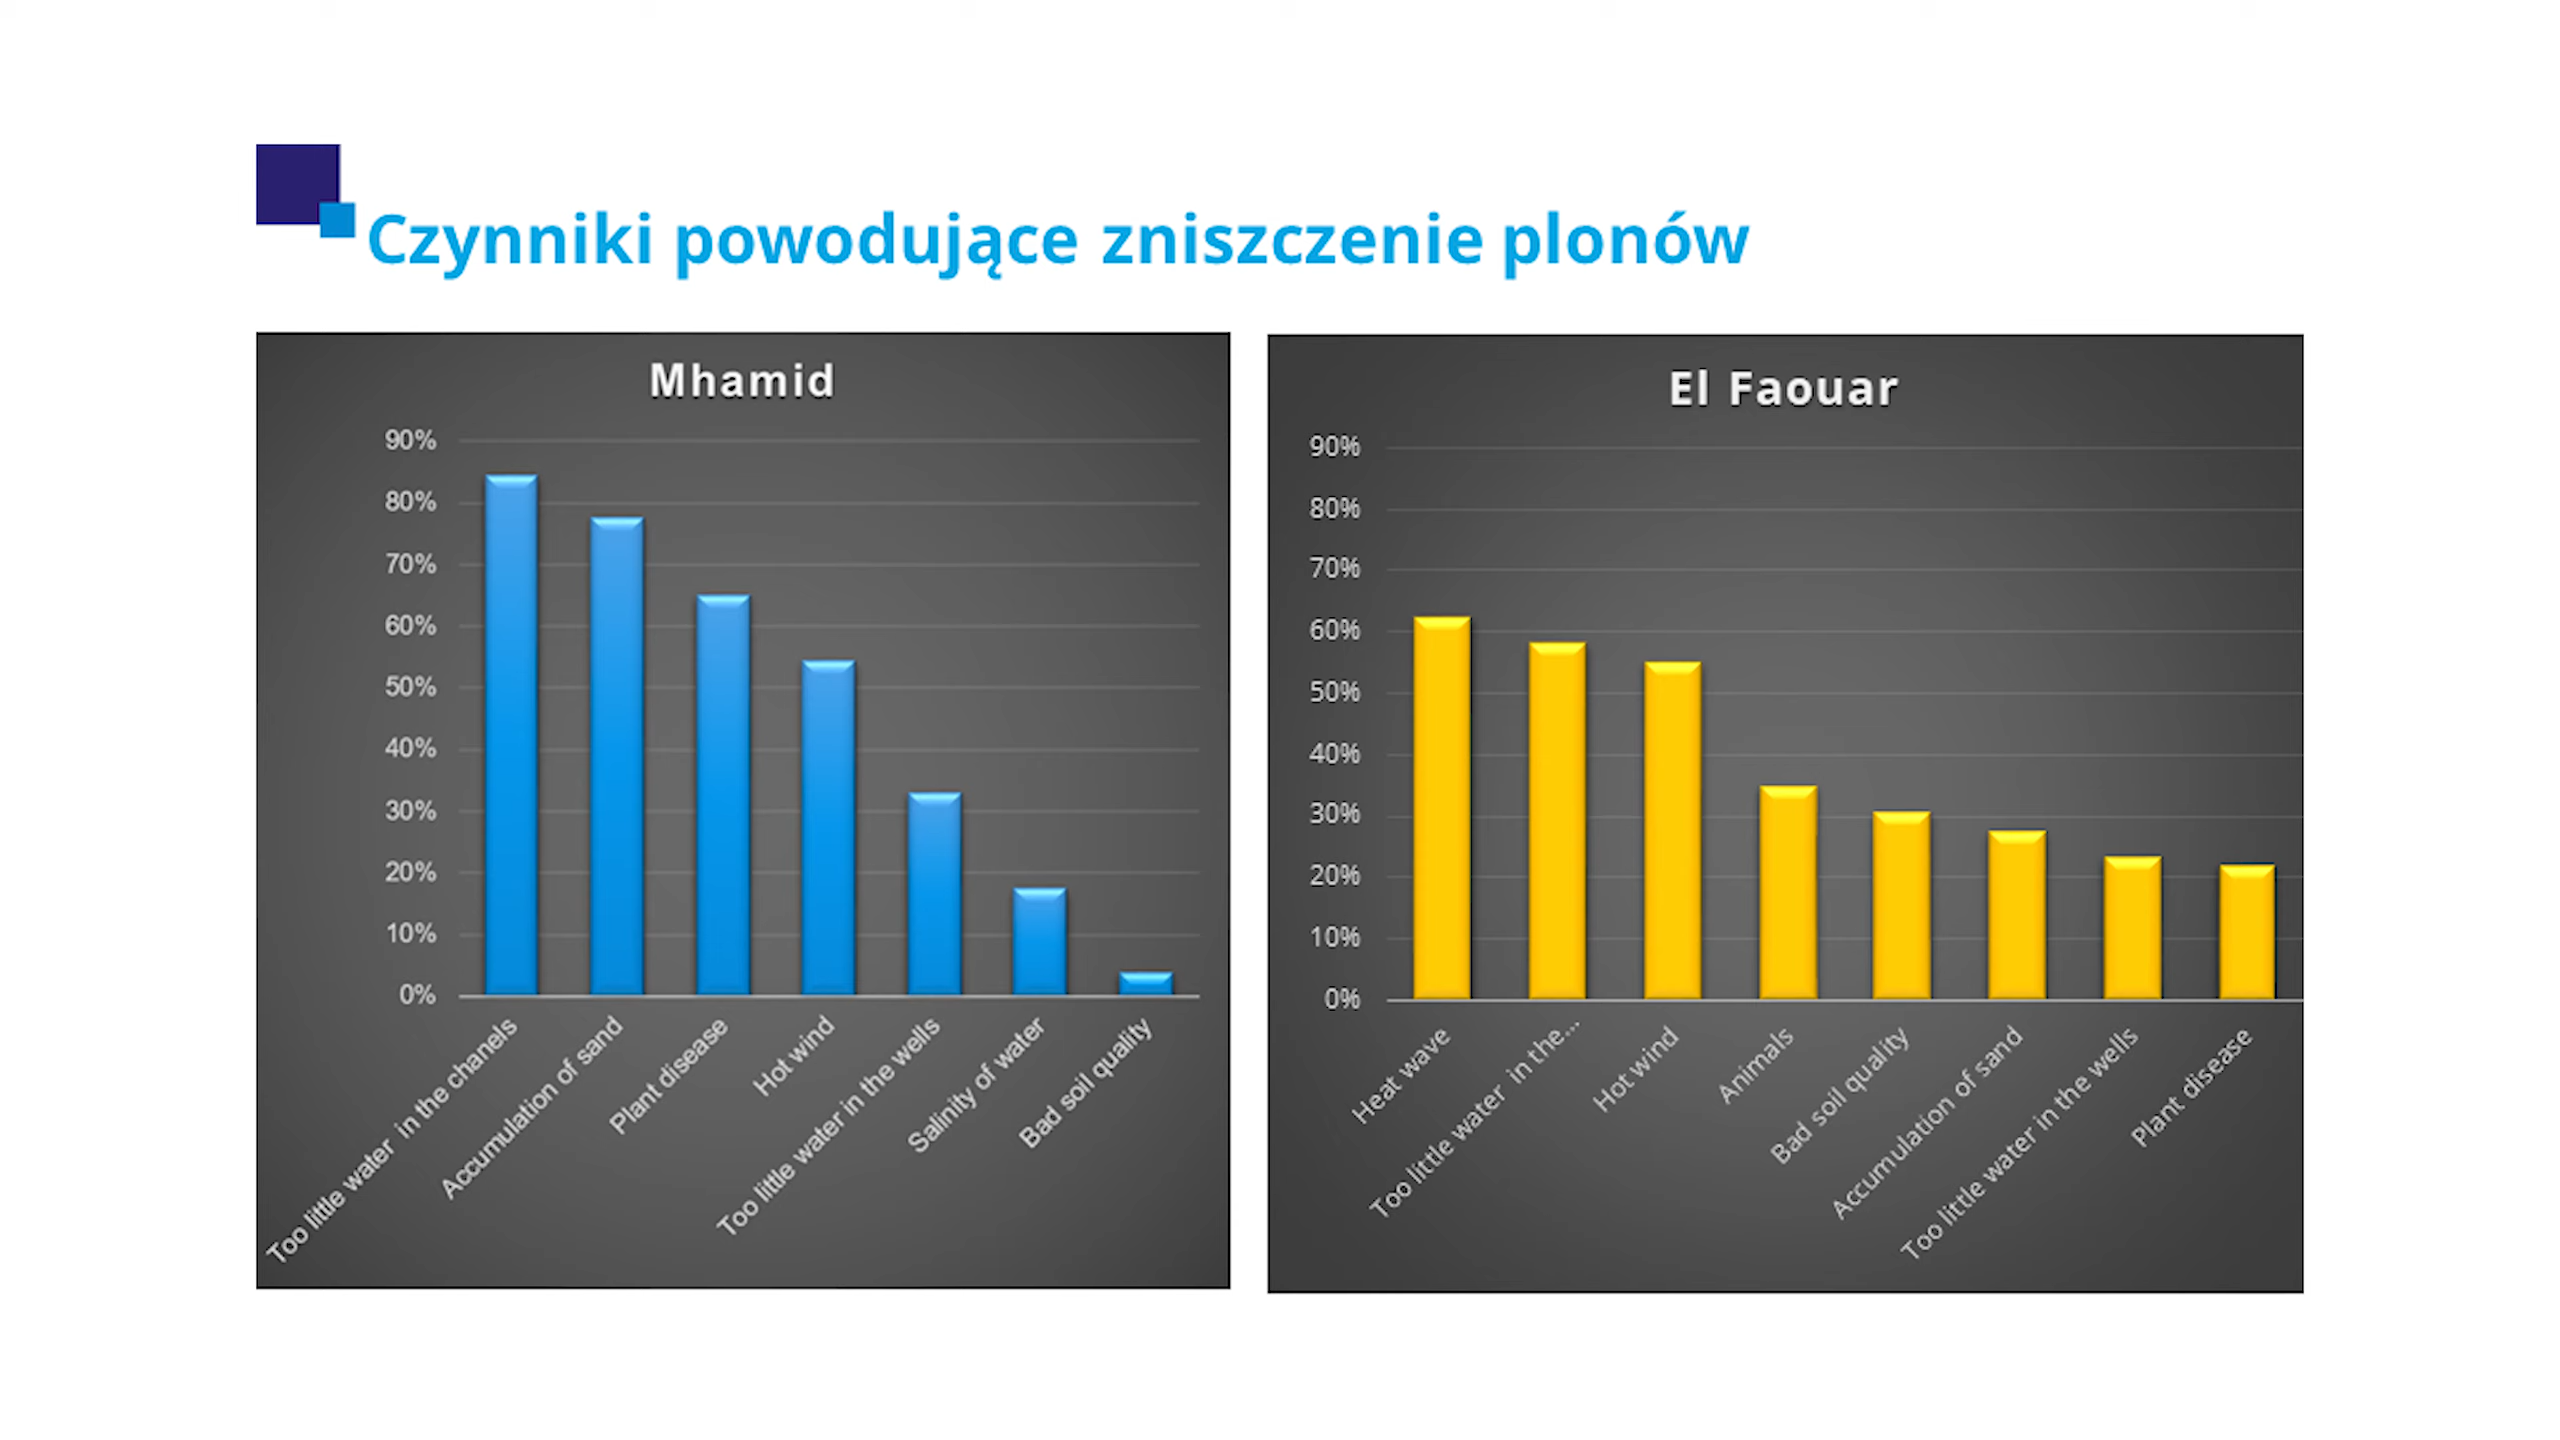 Czynniki powodujące zniszczenie plonów
Mhamid
90%
80%
70%
60%
50%
40%
30%
20%
10%
0%
Too little water in the chanels
Accumulation of sand
Plant disease
Hot wind
Too little water in the wells
Salinity of water
Bad soil quality
El Faouar
90%
80%
70%
60%
50%
40%
30%
20%
10%
0%
Heat wave
Too little water in the...
Hot wind
Animals
Bad soil quality
Accumulation of sand
Too little water in the wells
Plant disease